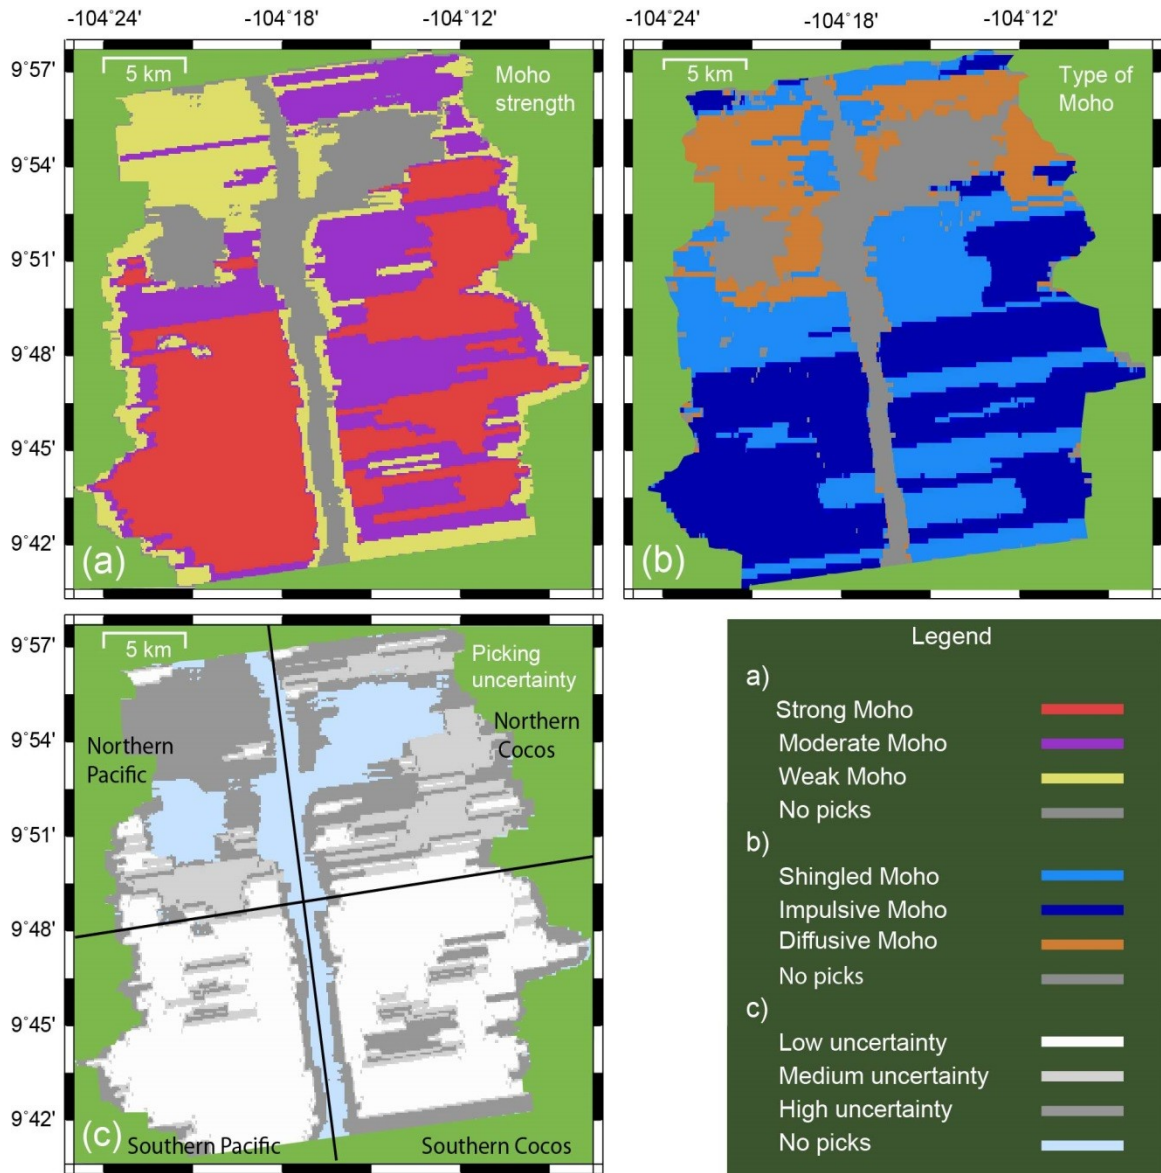 -104°24' -104°18' -104°12' -104°24' -104°18' -104°12'
9°57'
5 km
Moho
strength
5 km
Type of
Moho
9°54'
9°51'
9°48'
9°45'
9°42'
(a)
(b)
9°57'
5 km
Picking
uncertainty
9°54'
Northern
Pacific
Northern
Cocos
9°51'
9°48'
9°45'
9°42'
(c)
Southern Pacific
Southern Cocos
Legend
a)
Strong Moho
Moderate Moho
Weak Moho
No picks
b)
Shingled Moho
Impulsive Moho
Diffusive Moho
No picks
c)
Low uncertainty
Medium uncertainty
High uncertainty
No picks